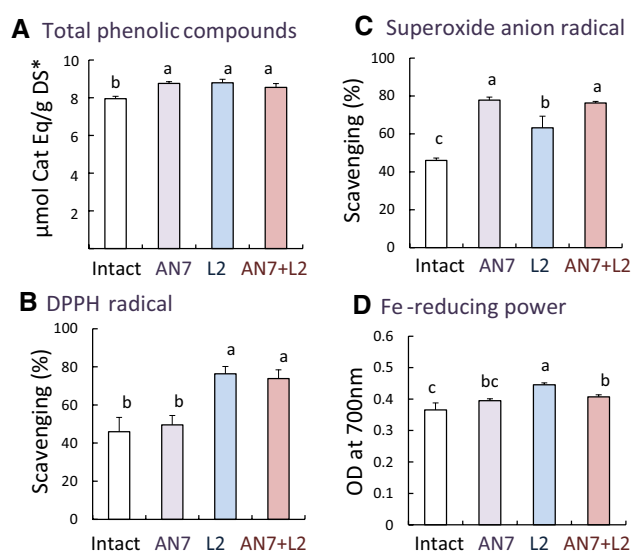 A Total phenolic compounds
µmol Cat Eq/g DS*
10
8
6
4
2
b
a
a
a
Intact
AN7
L2
AN7+L2
B DPPH radical
Scavenging (%)
100
80
60
40
20
0
b
b
a
a
Intact
AN7
L2
AN7+L2
C Superoxide anion radical
Scavenging (%)
100
80
60
40
20
0
c
a
b
a
Intact
AN7
L2
AN7+L2
D Fe-reducing power
OD at 700nm
0.6
0.5
0.4
0.3
0.2
0.1
0
c
bc
a
b
Intact
AN7
L2
AN7+L2